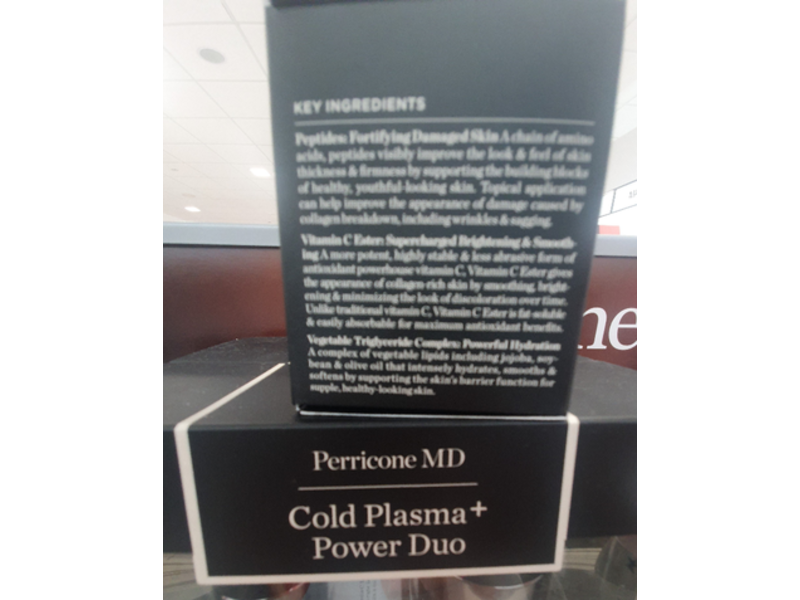 KEY INGREDIENTS
Peptides: Fortifying Damaged Skin A chain of amino
acids, peptides visibly improve the look & feel of skin
thickness & firmness by supporting the building blocks
of healthy, youthful-looking skin. Topical application
can help improve the appearance of damage caused by
collagen breakdown, including wrinkles & sagging.
Vitamin C Ester: Supercharged Brightening & Smooth-
ing A more potent, highly stable & less abrasive form of
antioxidant powerhouse vitamin C, Vitamin C Ester gives
the appearance of collagen-rich skin by smoothing, bright-
ening & minimizing the look of discoloration over time.
Unlike traditional vitamin C, Vitamin C Ester is fat-soluble
& easily absorbable for maximum antioxidant benefits.
Vegetable Triglyceride Complex: Powerful Hydration
A complex of vegetable lipids including jojoba, soy-
bean & olive oil that intensely hydrates, smooths &
softens by supporting the skin's barrier function for
supple, healthy-looking skin.
ne
Perricone MD
Cold Plasma+
Power Duo